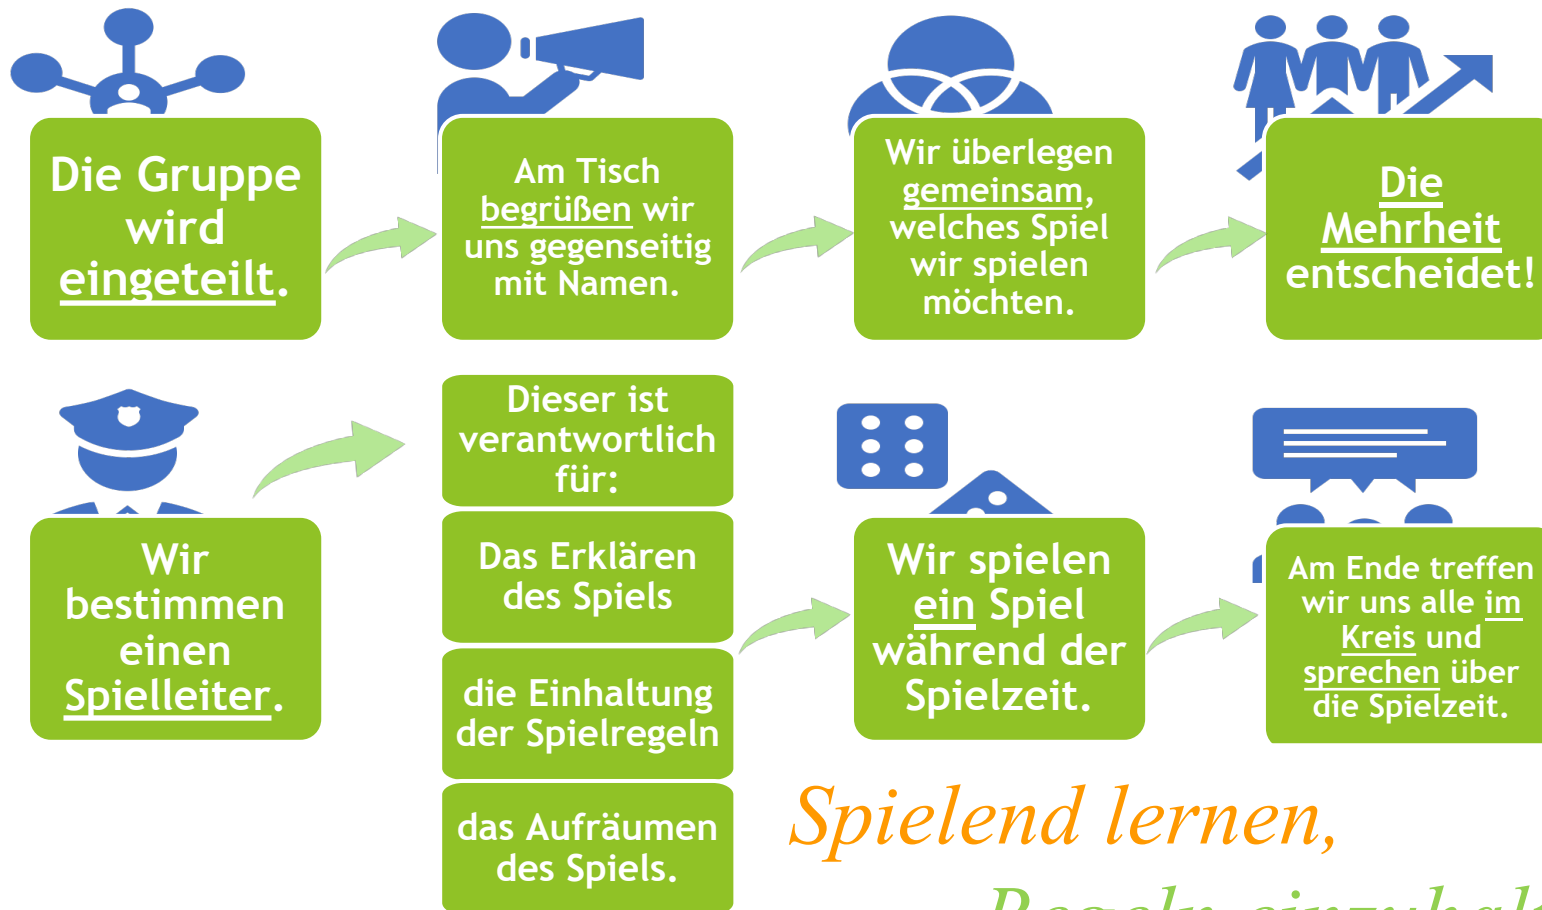 Die Gruppe
wird
eingeteilt.
Am Tisch
begrüßen wir
uns gegenseitig
mit Namen.
Wir überlegen
gemeinsam,
welches Spiel
wir spielen
möchten.
Die
Mehrheit
entscheidet!
Wir
bestimmen
einen
Spielleiter.
Dieser ist
verantwortlich
für:
Das Erklären
des Spiels
die Einhaltung
der Spielregeln
das Aufräumen
des Spiels.
Wir spielen
ein Spiel
während der
Spielzeit.
Am Ende treffen
wir uns alle im
Kreis und
sprechen über
die Spielzeit.
Spielend lernen,
Regeln